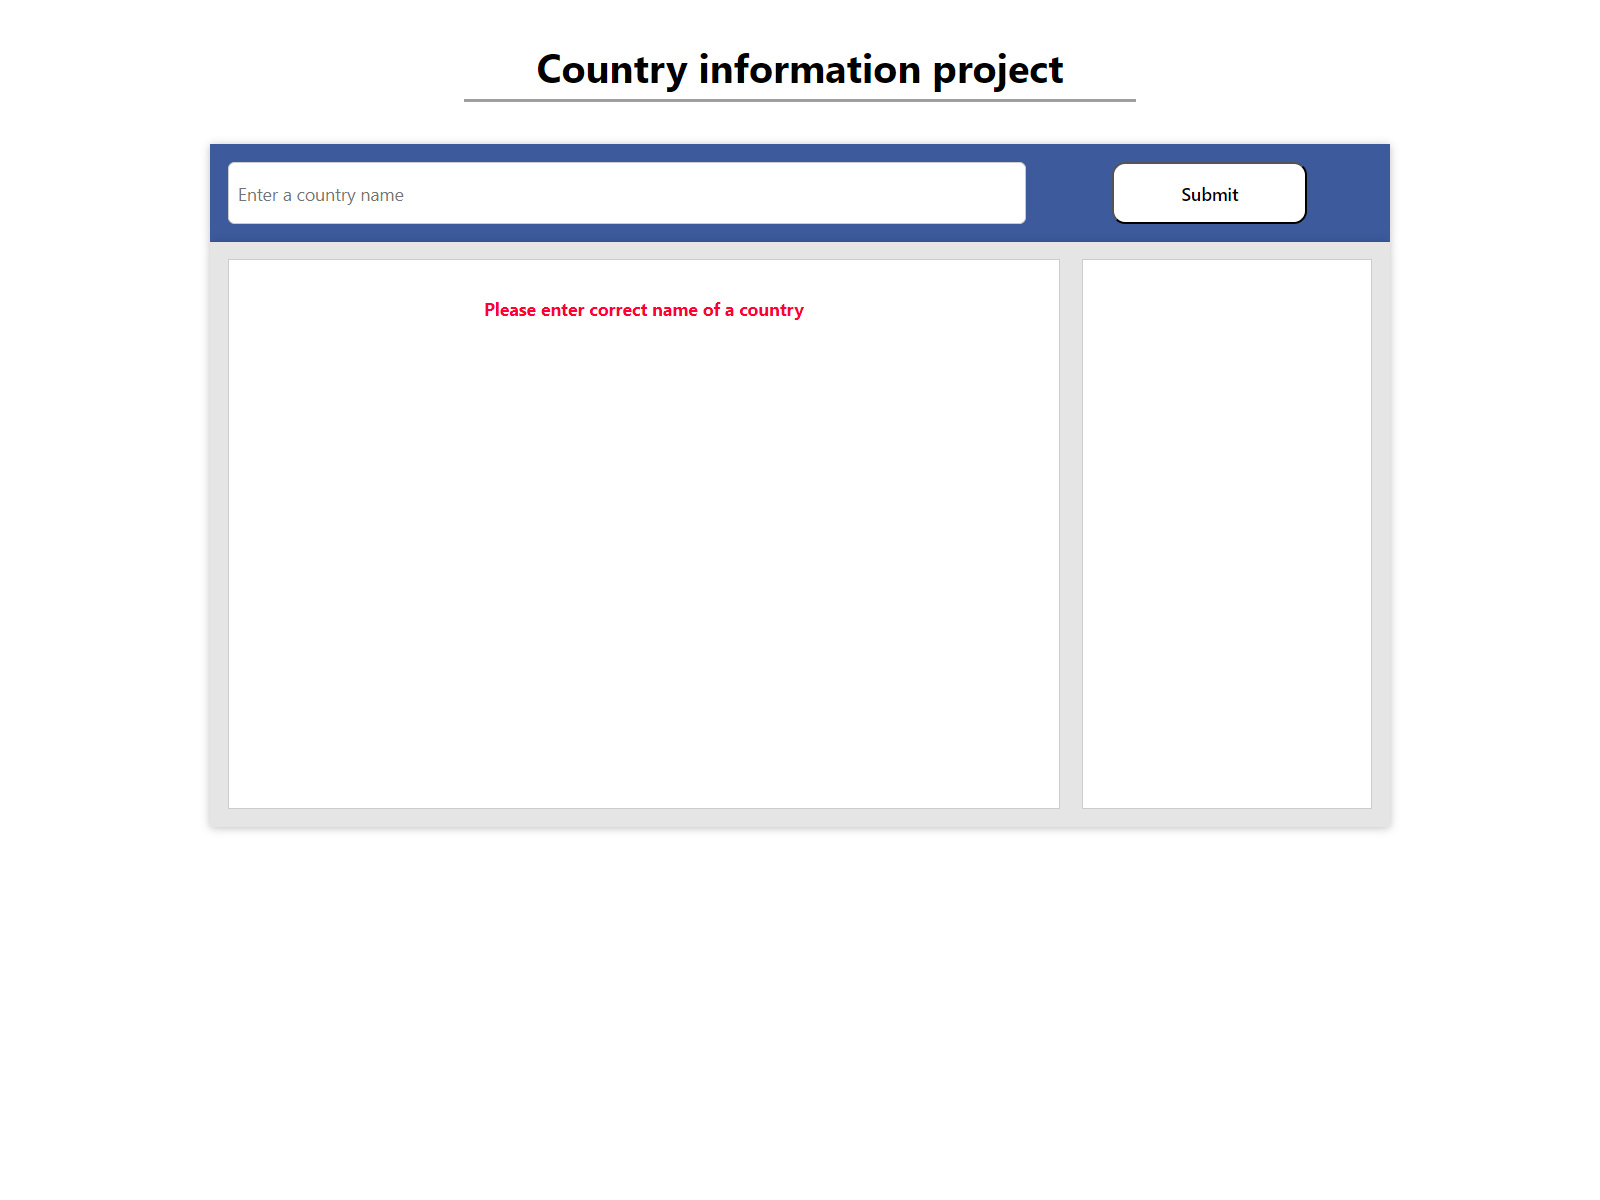 Country information project
Enter a country name
Submit
Please enter correct name of a country